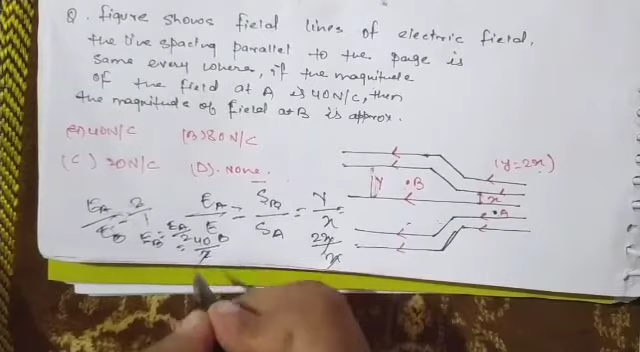 Q. figure shows field lines of electric field,
the line spacing parallel to the page is
same every where, if the magnitude
of the field at A is 40N/C, then
the magnitude of field at B is approx.
(A) 40N/C (B) 80N/C
(C) 20N/C (D). None.
(y=2x)
Y .B x
.A
EA/EB = 2/1 EA/E = SB/SA = Y/x =
EB = EA/2 = 40/2 2x/x